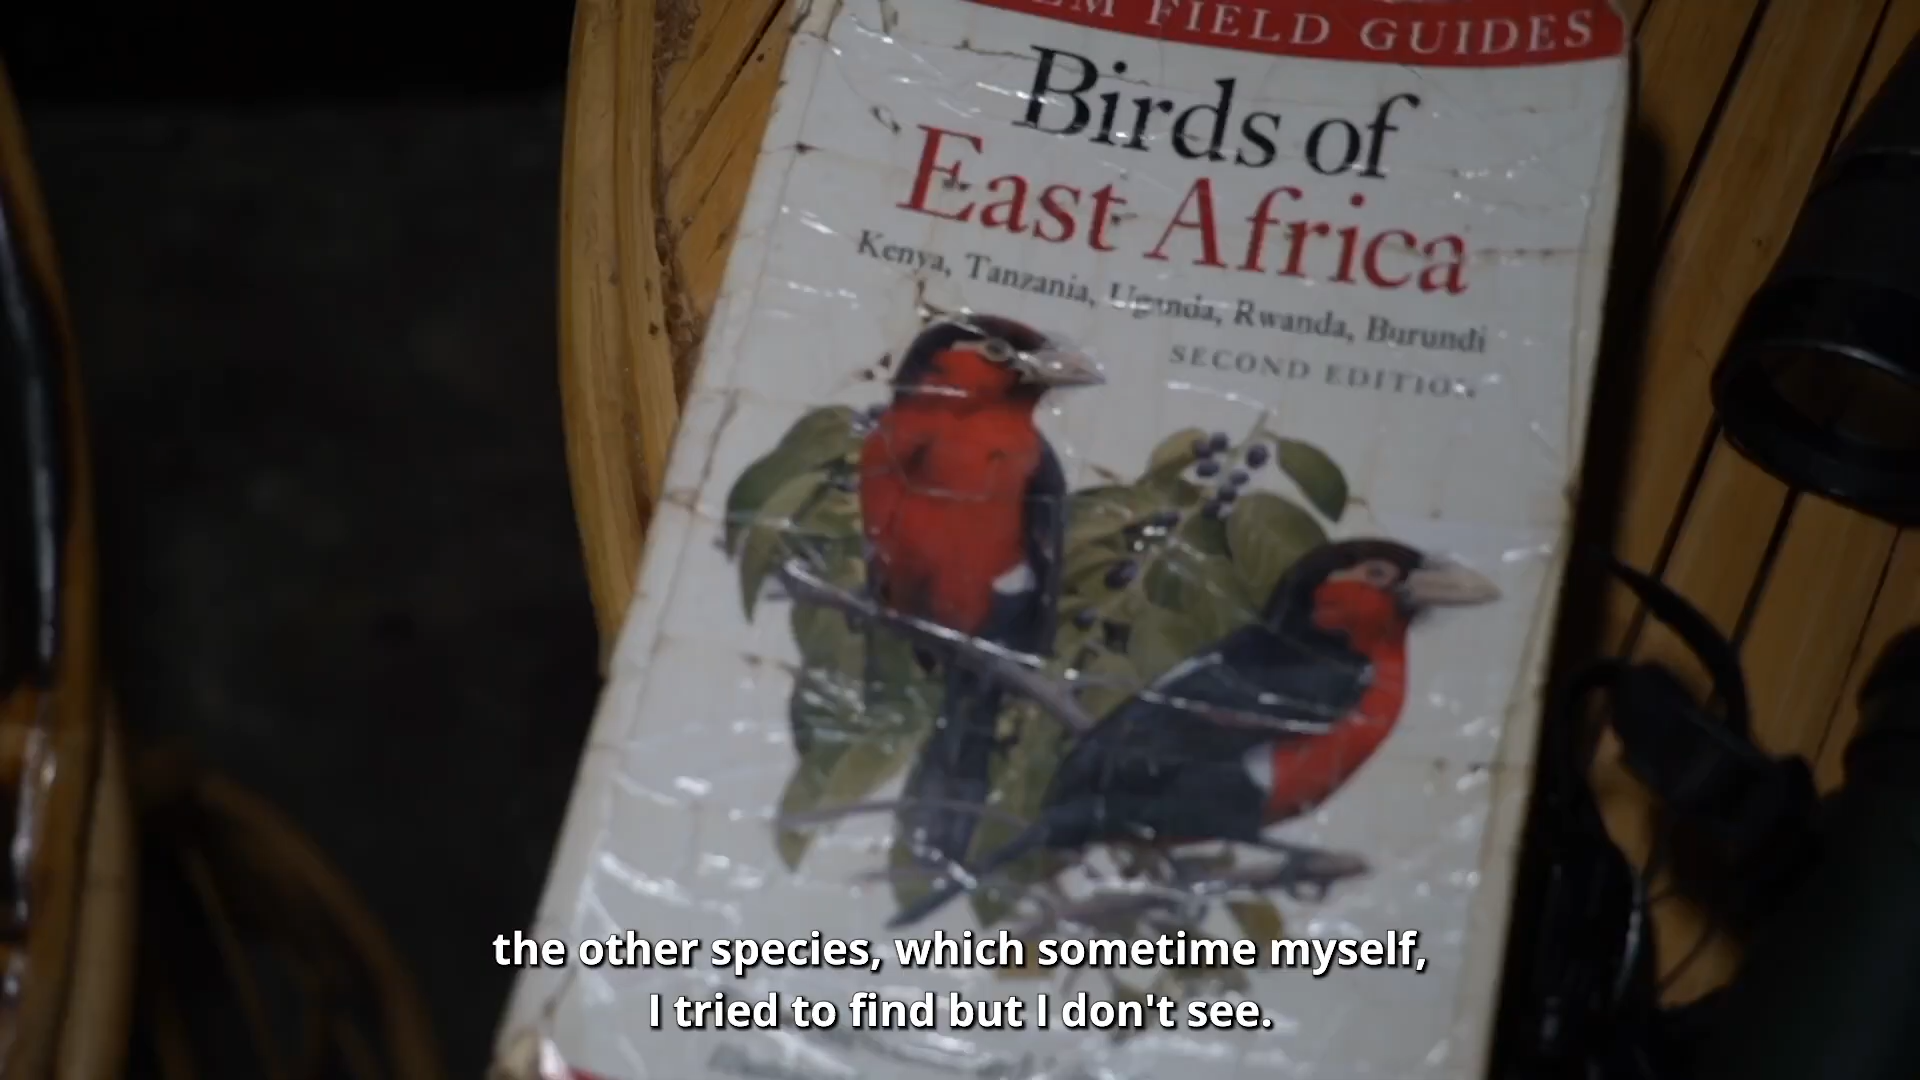 FIELD GUIDES
Birds of
East Africa
Kenya, Tanzania, Uganda, Rwanda, Burundi
SECOND EDITION
the other species, which sometime myself,
I tried to find but I don't see.